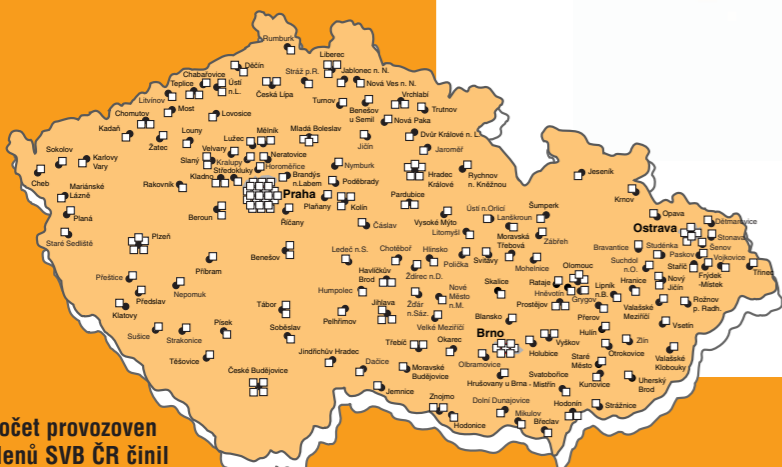 Rumburk
Děčín
Liberec
Chabařovice
Teplice
Ústí
n.L.
Česká Lípa
Stráž p.R.
Jablonec n. N.
Nová Ves n. N.
Vrchlabí
Litvínov
Most
Lovosice
Turnov
Benešov
u Semil
Trutnov
Chomutov
Nová Paka
Kadaň
Žatec
Louny
Lužec
Mělník
Mladá Boleslav
Jičín
Dvůr Králové n. L.
Jaroměř
Sokolov
Karlovy
Vary
Velvary
Slaný
Kralupy
Neratovice
Kladno
Středokluky
Horoměřice
Brandýs
n.Labem
Nymburk
Poděbrady
Hradec
Králové
Rychnov
n. Kněžnou
Jeseník
Cheb
Mariánské
Lázně
Rakovník
Praha
Plaňany
Kolín
Pardubice
Krnov
Planá
Beroun
Říčany
Čáslav
Vysoké Mýto
Ústí n.Orlicí
Lanškroun
Šumperk
Opava
Dětmarovice
Staré Sedliště
Plzeň
Litomyšl
Moravská
Třebová
Zábřeh
Ostrava
Stonava
Šenov
Bravantice
Studénka
Paskov
Vojkovice
Benešov
Ledeč n.S.
Chotěboř
Hlinsko
Polička
Svitavy
Mohelnice
Olomouc
Suchdol
n.O.
Nový
Jičín
Staříč
Frýdek
-Místek
Třinec
Příbram
Havlíčkův
Brod
Ždírec n.D.
Přeštice
Předslav
Nepomuk
Humpolec
Žďár
n.Sáz.
Nové
Město
n.M.
Skalice
Rataje
Hněvotín
Lipník
n.B.
Hranice
Klatovy
Tábor
Pelhřimov
Jihlava
Velké Meziříčí
Prostějov
Grygov
Přerov
Valašské
Meziříčí
Rožnov
p. Radh.
Sušice
Strakonice
Písek
Soběslav
Blansko
Brno
Hulín
Zlín
Vsetín
Těšovice
Jindřichův Hradec
Třebíč
Okarec
Vyškov
Holubice
Staré
Město
Otrokovice
Valašské
Klobouky
České Budějovice
Dačice
Moravské
Budějovice
Olbramovice
Hrušovany u Brna
Svatobořice
- Mistřín
Kunovice
Uherský
Brod
Jemnice
Znojmo
Hodonice
Dolní Dunajovice
Mikulov
Břeclav
Hodonín
Strážnice
očet provozoven
lenů SVB ČR činil